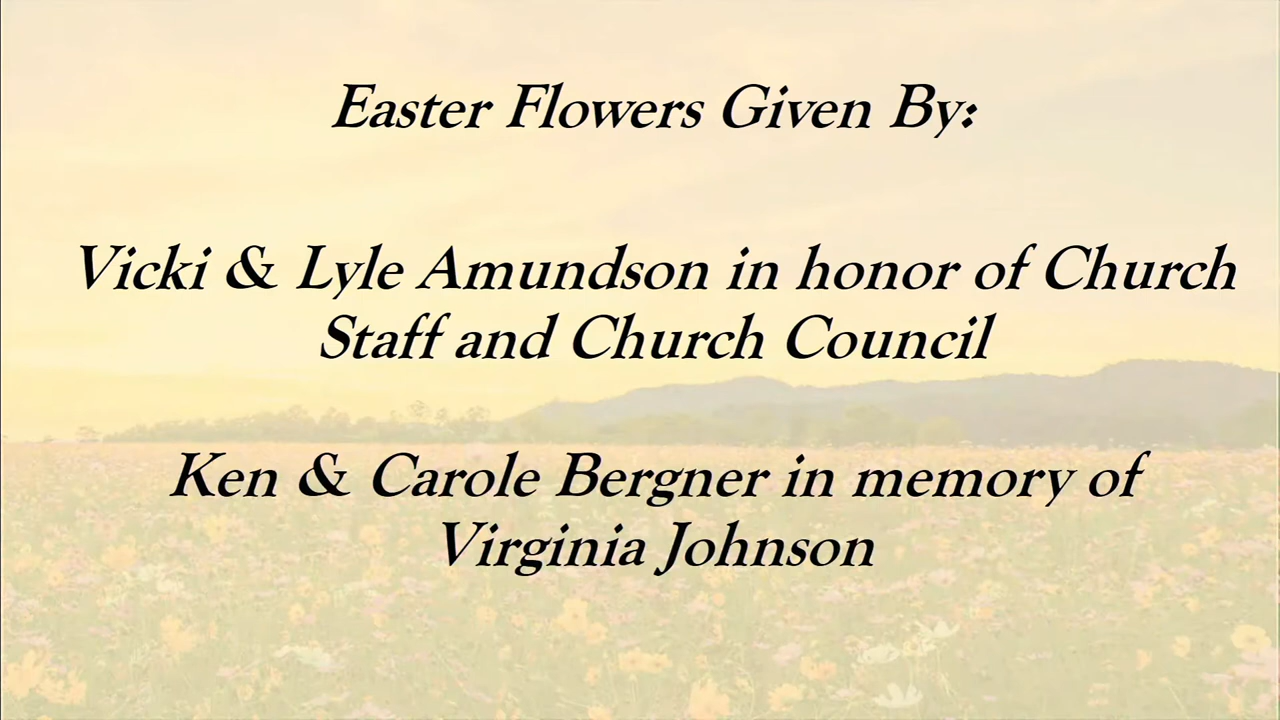 Easter Flowers Given By:
Vicki & Lyle Amundson in honor of Church
Staff and Church Council
Ken & Carole Bergner in memory of
Virginia Johnson